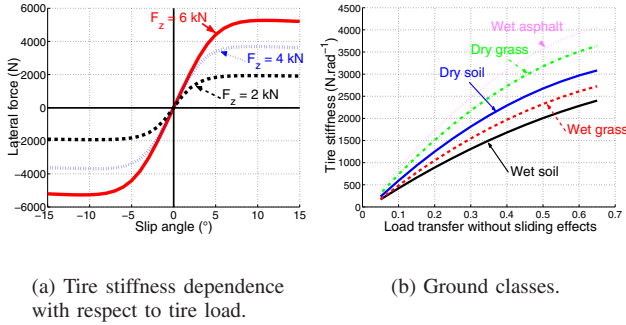 6000
4000
2000
0
−2000
−4000
−6000
−15
−10
−5
0
5
10
15
Lateral force (N)
Slip angle (°)
F_z = 6 kN
F_z = 4 kN
F_z = 2 kN
4500
4000
3500
3000
2500
2000
1500
1000
500
0
0
0.1
0.2
0.3
0.4
0.5
0.6
0.7
Tire stiffness (N.rad⁻¹)
Load transfer without sliding effects
Wet asphalt
Dry grass
Dry soil
Wet grass
Wet soil
(a) Tire stiffness dependence
with respect to tire load.
(b) Ground classes.